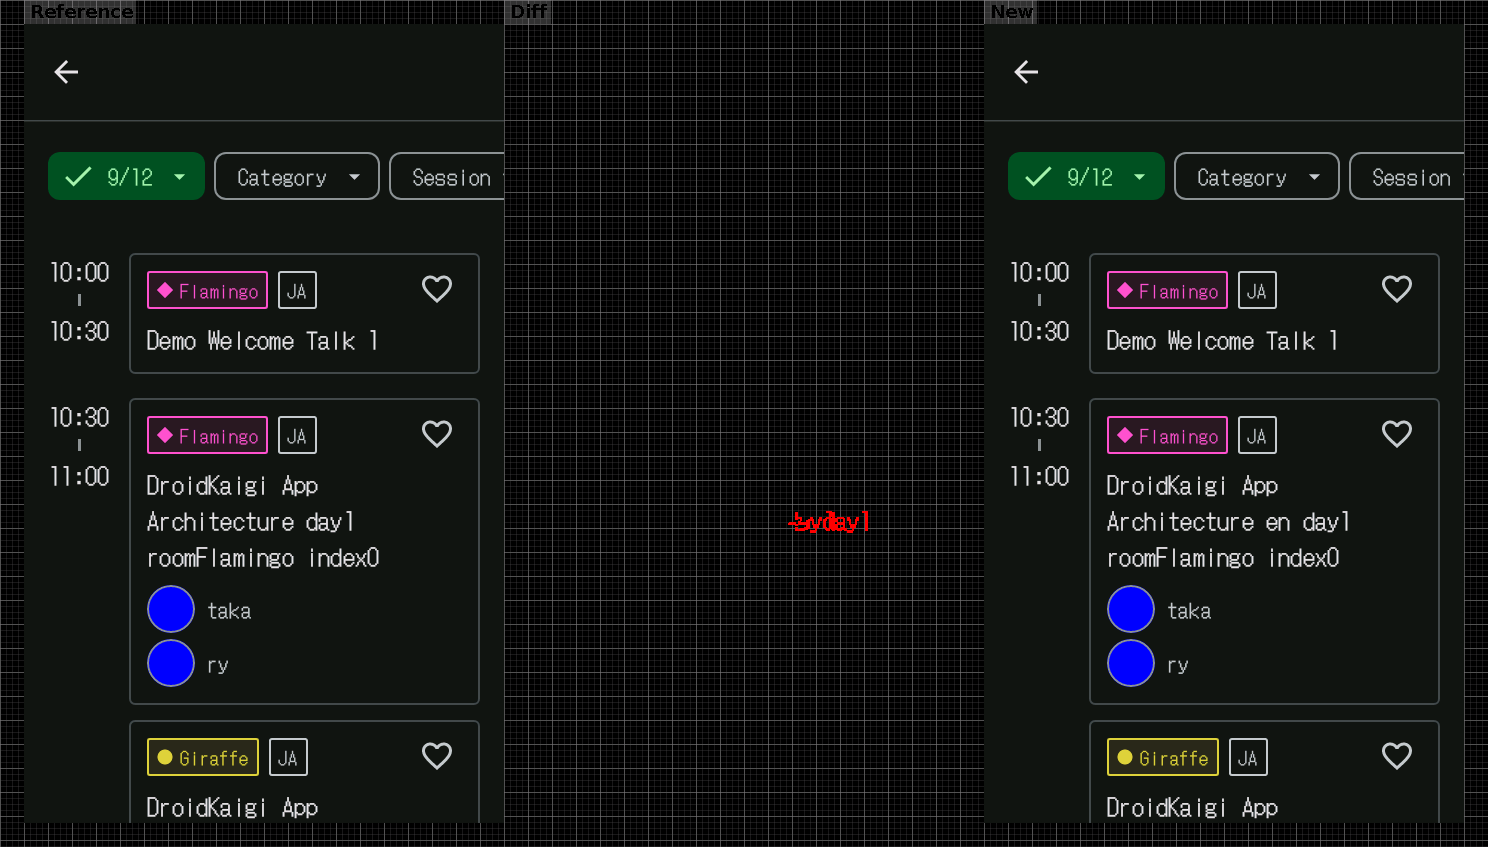 Reference
Diff
New
9/12
Category
Session
10:00
10:30
Flamingo
JA
Demo Welcome Talk 1
10:30
11:00
Flamingo
JA
DroidKaigi App
Architecture day1
roomFlamingo index0
taka
ry
Giraffe
JA
DroidKaigi App
day1
9/12
Category
Session
10:00
10:30
Flamingo
JA
Demo Welcome Talk 1
10:30
11:00
Flamingo
JA
DroidKaigi App
Architecture en day1
roomFlamingo index0
taka
ry
Giraffe
JA
DroidKaigi App